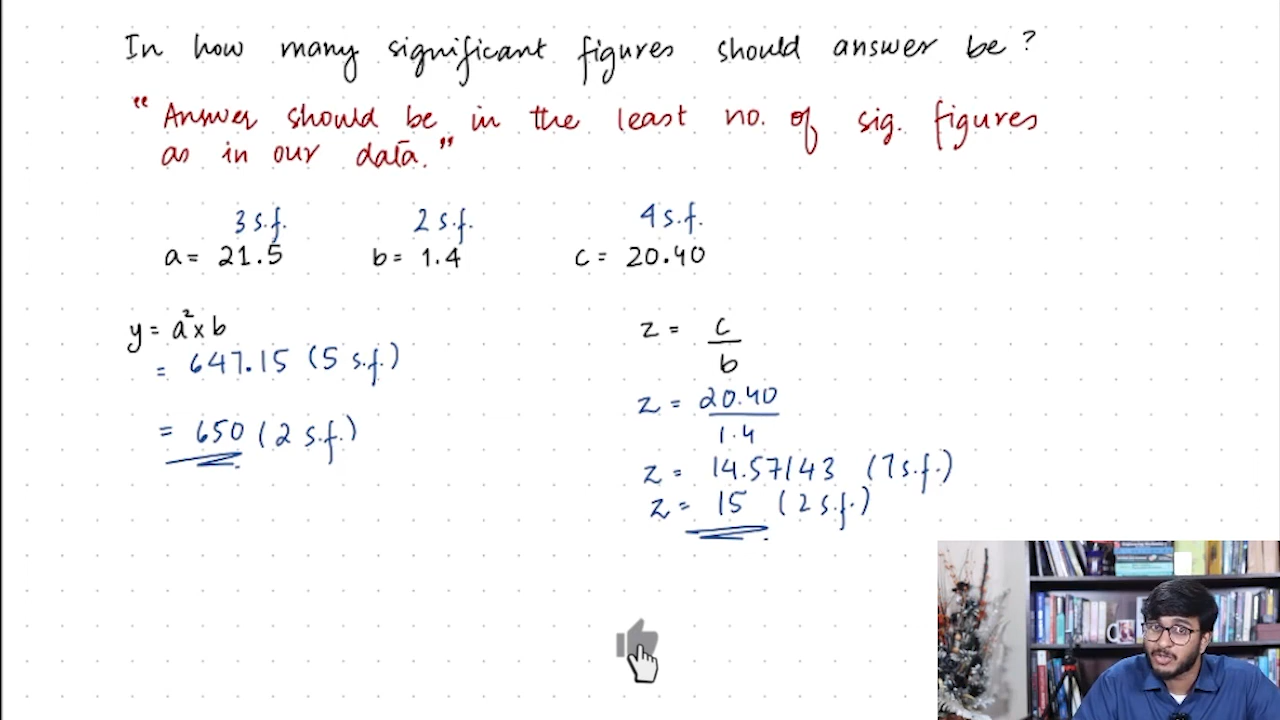 In how many significant figures should answer be?
"Answer should be in the least no. of sig. figures
as in our data."
3 s.f. 2 s.f. 4 s.f.
a = 21.5 b = 1.4 c = 20.40
y = a² x b
= 647.15 (5 s.f.)
= 650 (2 s.f.)
z = c/b
z = 20.40/1.4
z = 14.57143 (7 s.f.)
z = 15 (2 s.f.)